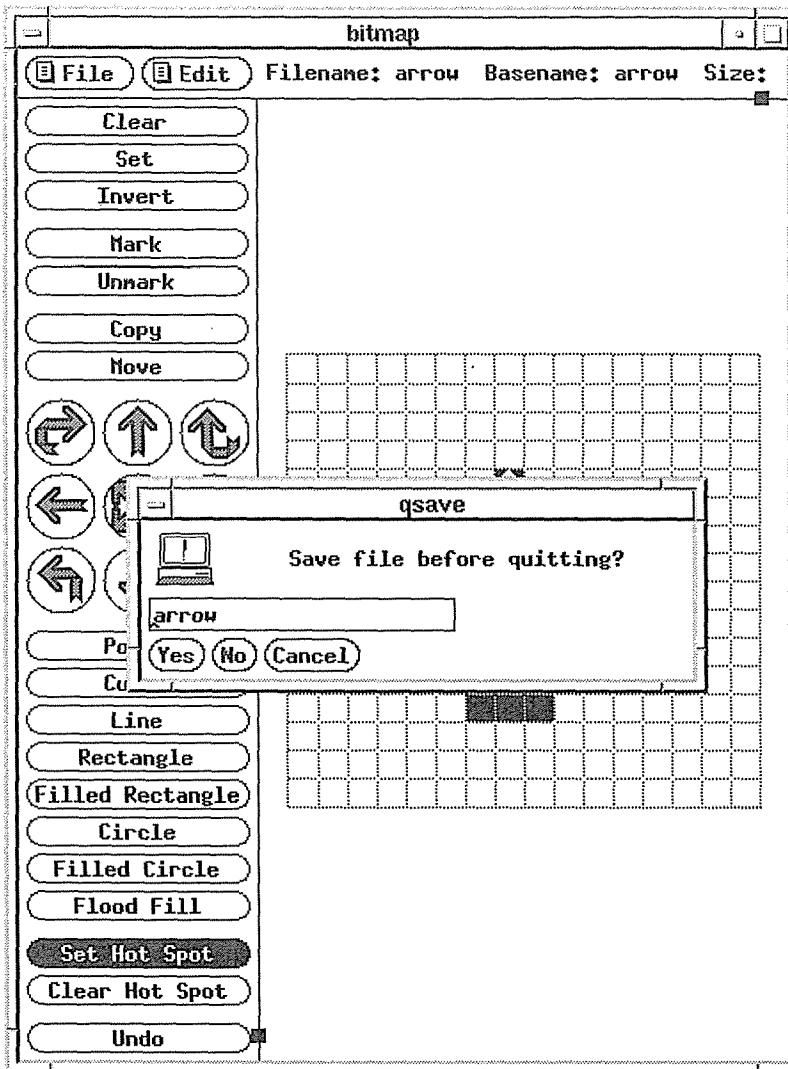 bitmap
File Edit Filename: arrow Basename: arrow Size:
Clear
Set
Invert
Mark
Unmark
Copy
Move
qsave
Save file before quitting?
arrow
Yes No Cancel
Line
Rectangle
Filled Rectangle
Circle
Filled Circle
Flood Fill
Set Hot Spot
Clear Hot Spot
Undo